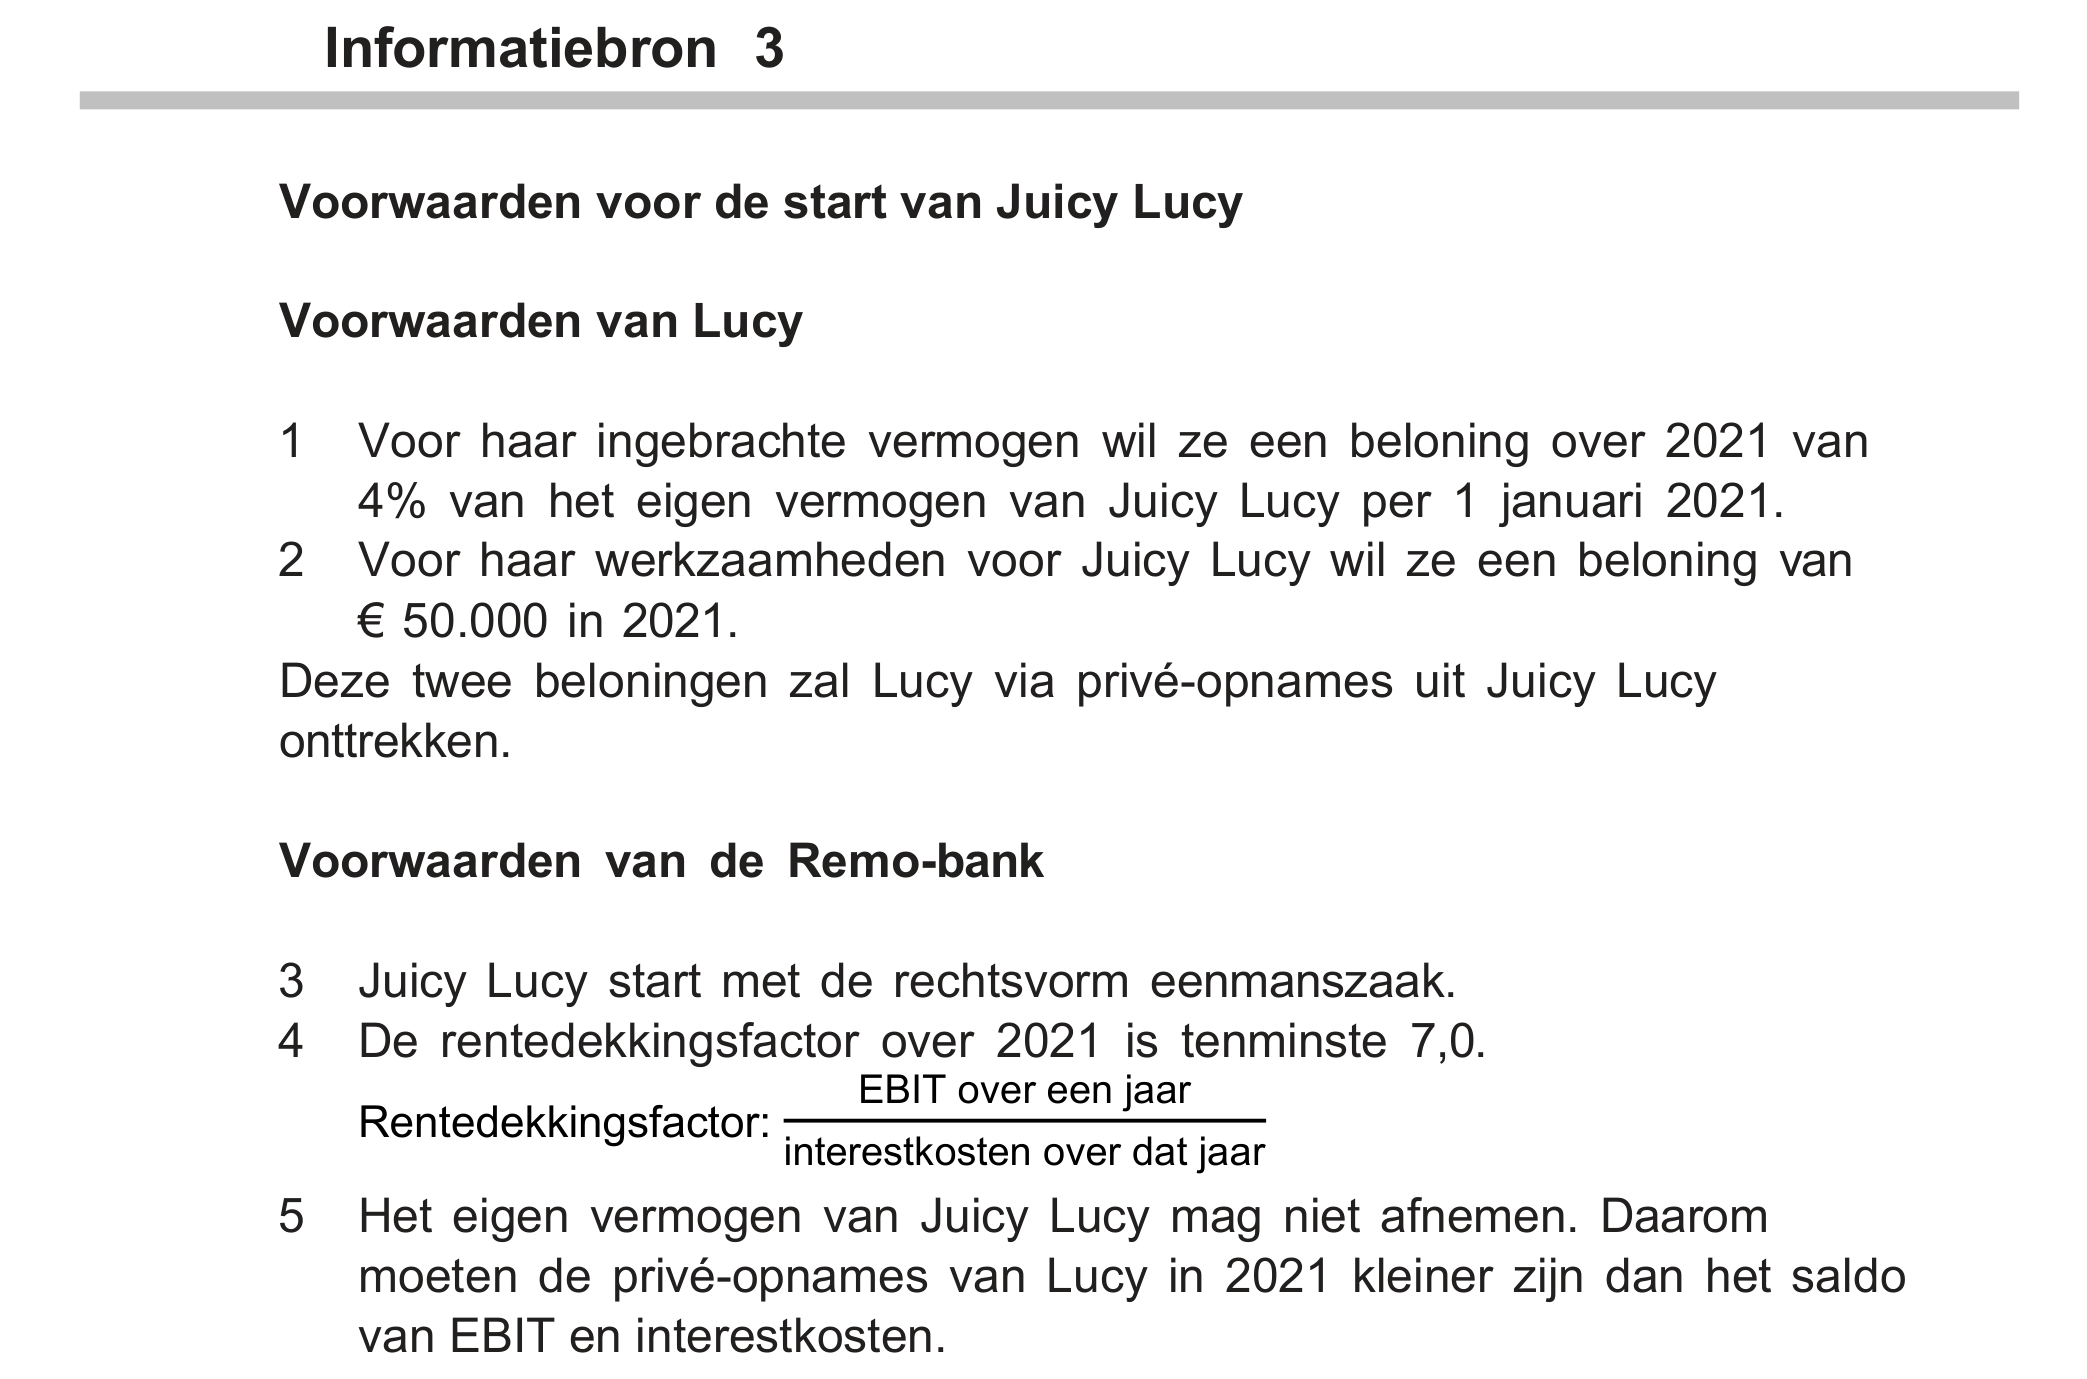 Informatiebron 3
Voorwaarden voor de start van Juicy Lucy
Voorwaarden van Lucy
1 Voor haar ingebrachte vermogen wil ze een beloning over 2021 van
4% van het eigen vermogen van Juicy Lucy per 1 januari 2021.
2 Voor haar werkzaamheden voor Juicy Lucy wil ze een beloning van
€ 50.000 in 2021.
Deze twee beloningen zal Lucy via privé-opnames uit Juicy Lucy
onttrekken.
Voorwaarden van de Remo-bank
3 Juicy Lucy start met de rechtsvorm eenmanszaak.
4 De rentedekkingsfactor over 2021 is tenminste 7,0.
EBIT over een jaar
Rentedekkingsfactor:
interestkosten over dat jaar
5 Het eigen vermogen van Juicy Lucy mag niet afnemen. Daarom
moeten de privé-opnames van Lucy in 2021 kleiner zijn dan het saldo
van EBIT en interestkosten.